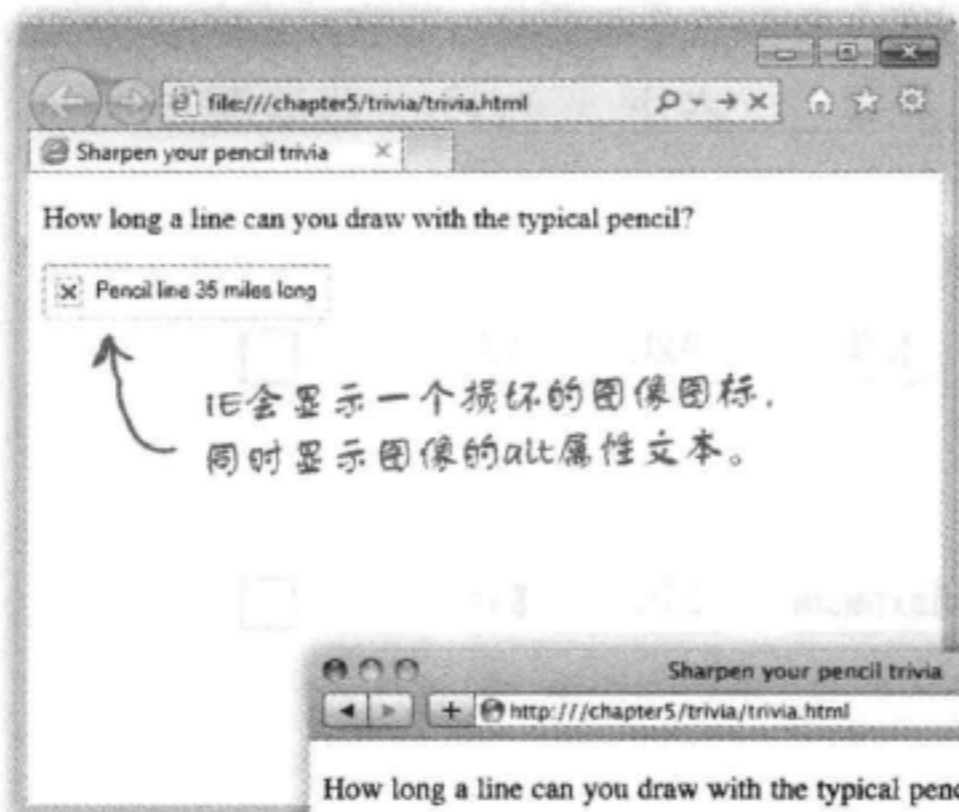 file:///chapter5/trivia/trivia.html
Sharpen your pencil trivia
How long a line can you draw with the typical pencil?
Pencil line 35 miles long
IE会显示一个损坏的图像图标,
同时显示图像的alt属性文本。
Sharpen your pencil trivia
http:///chapter5/trivia/trivia.html
How long a line can you draw with the typical